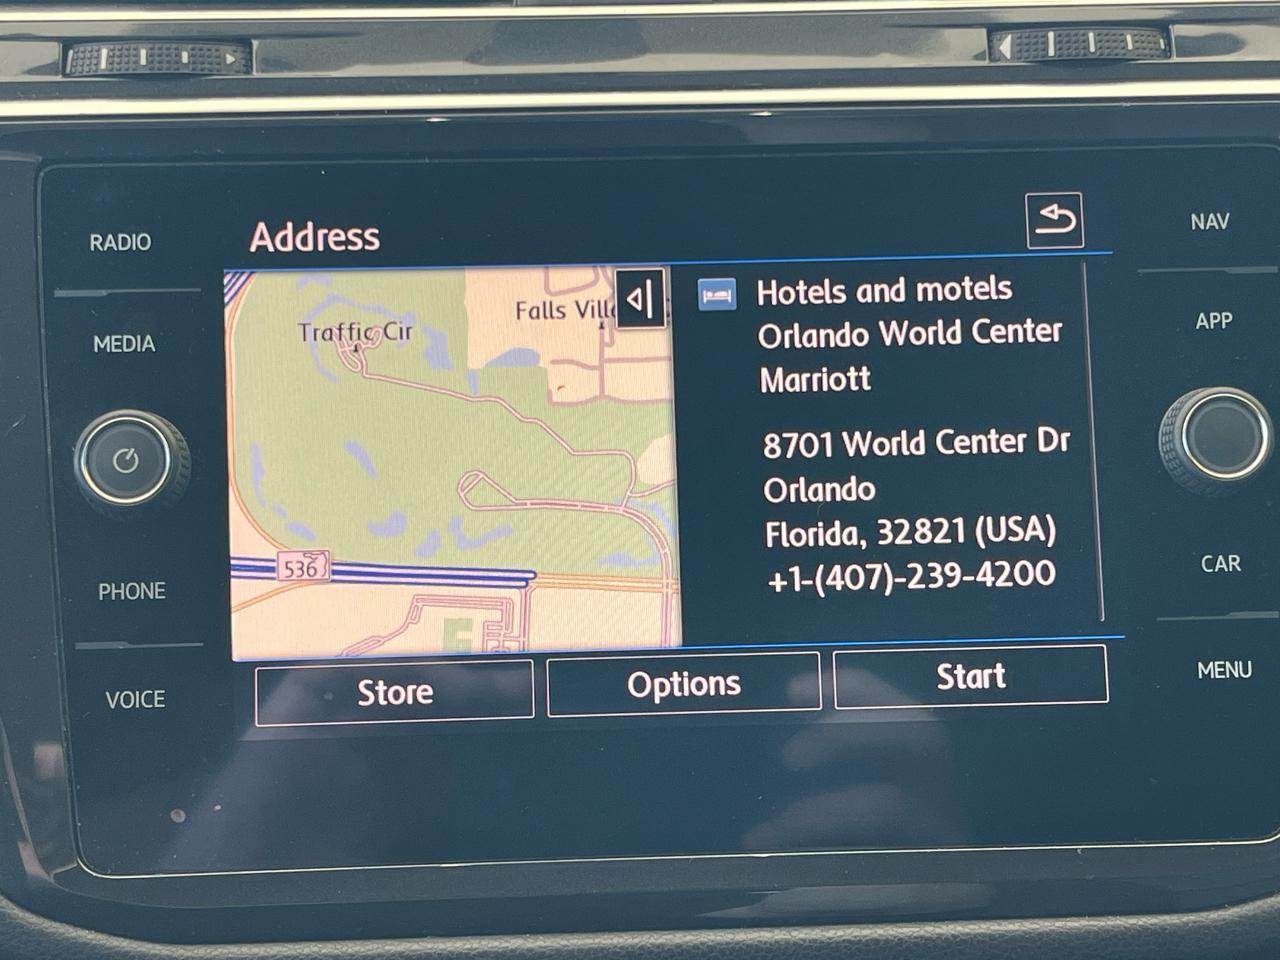 RADIO
MEDIA
PHONE
VOICE
Address
Traffic Cir
Falls
536
Hotels and motels
Orlando World Center
Marriott
8701 World Center Dr
Orlando
Florida, 32821 (USA)
+1-(407)-239-4200
Store
Options
Start
NAV
APP
CAR
MENU